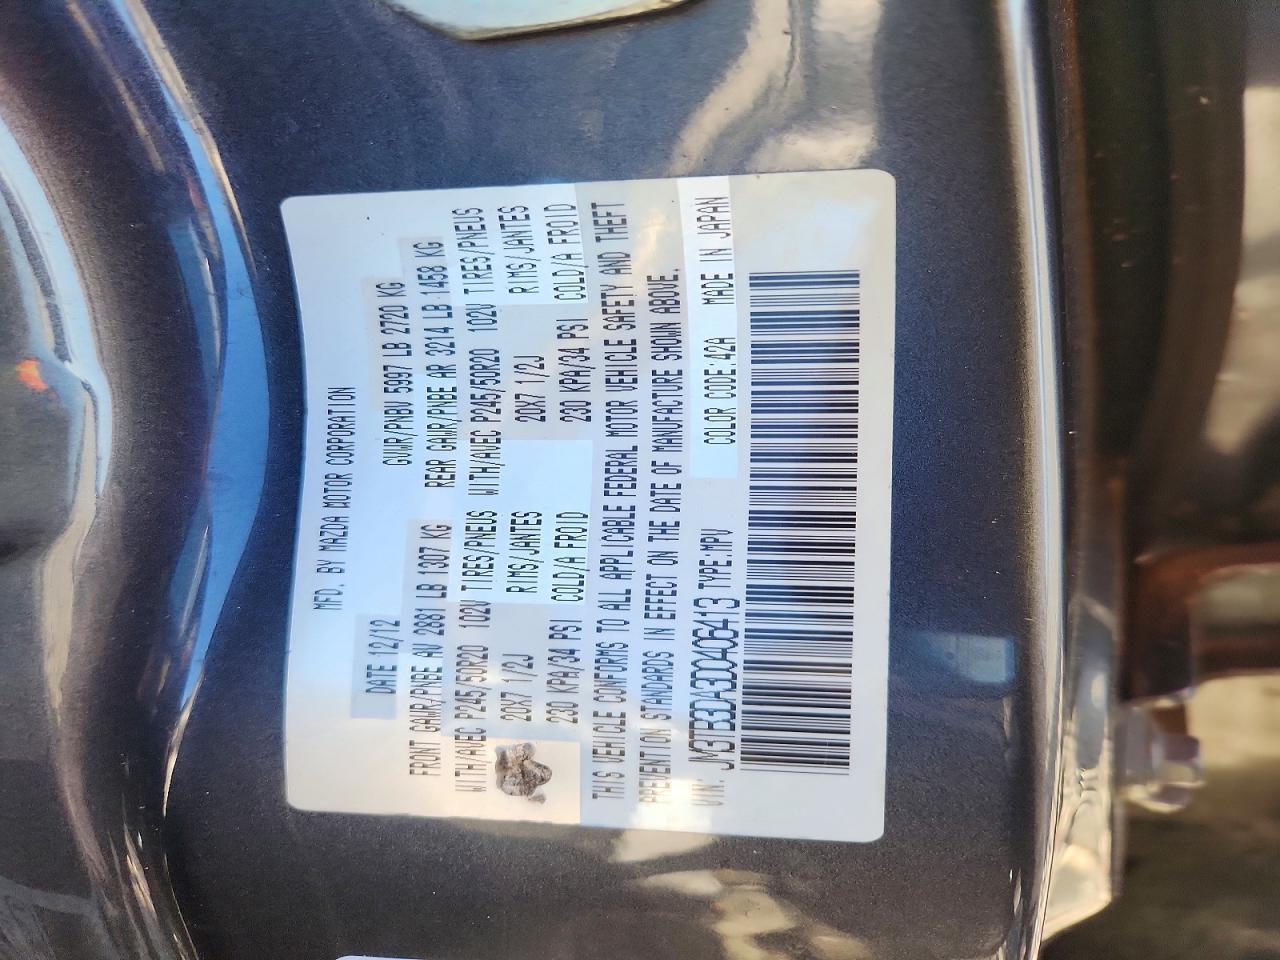 MFD. BY MAZDA MOTOR CORPORATION
DATE 12/12 GVWR/PNBV 5997 LB 2720 KG
FRONT GAWR/PNBE AV 2881 LB 1307 KG REAR GAWR/PNBE AR 3214 LB 1458 KG
WITH/AVEC P245/50R20 102V TIRES/PNEUS WITH/AVEC P245/50R20 102V TIRES/PNEUS
20X7 1/2J RIMS/JANTES 20X7 1/2J RIMS/JANTES
230 KPA/34 PSI COLD/A FROID 230 KPA/34 PSI COLD/A FROID
THIS VEHICLE CONFORMS TO ALL APPLICABLE FEDERAL MOTOR VEHICLE SAFETY AND THEFT
PREVENTION STANDARDS IN EFFECT ON THE DATE OF MANUFACTURE SHOWN ABOVE.
VIN. JM3TB3DA3D0406413 TYPE:MPV COLOR CODE:42A MADE IN JAPAN